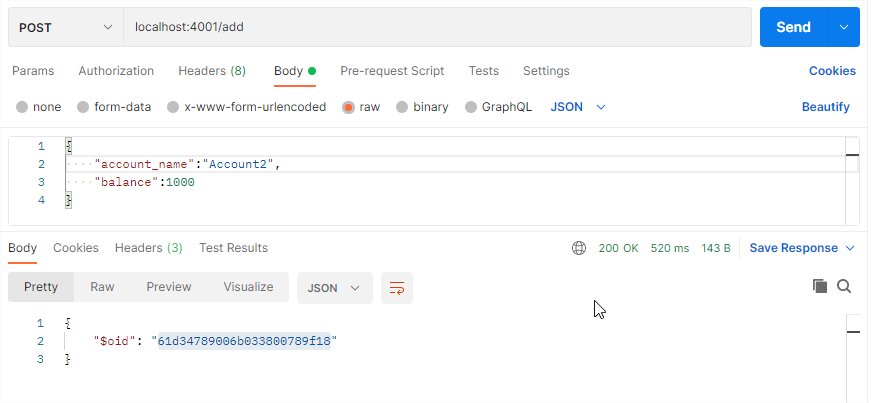 POST localhost:4001/add Send
Params Authorization Headers (8) Body Pre-request Script Tests Settings Cookies
none form-data x-www-form-urlencoded raw binary GraphQL JSON Beautify
1 {
2 "account_name":"Account2",
3 "balance":1000
4 }
Body Cookies Headers (3) Test Results 200 OK 520 ms 143 B Save Response
Pretty Raw Preview Visualize JSON
1 {
2 "$oid": "61d34789006b033800789f18"
3 }